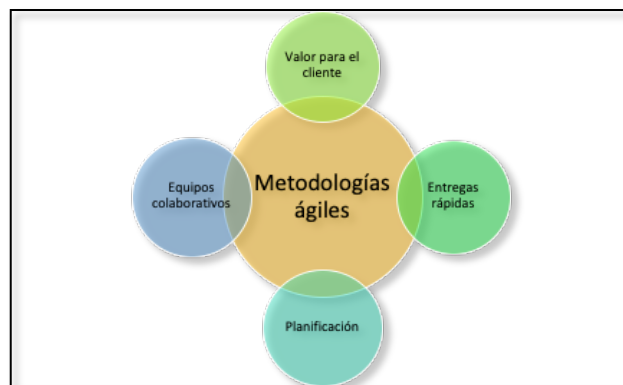 Valor para el
cliente
Equipos
colaborativos
Metodologías
ágiles
Entregas
rápidas
Planificación